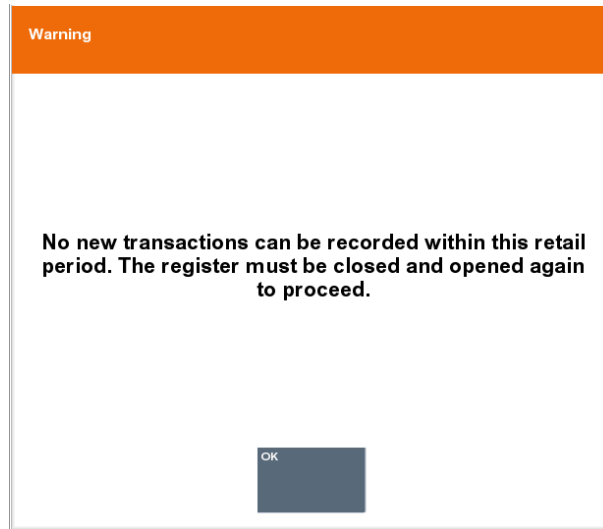 Warning
No new transactions can be recorded within this retail
period. The register must be closed and opened again
to proceed.
OK